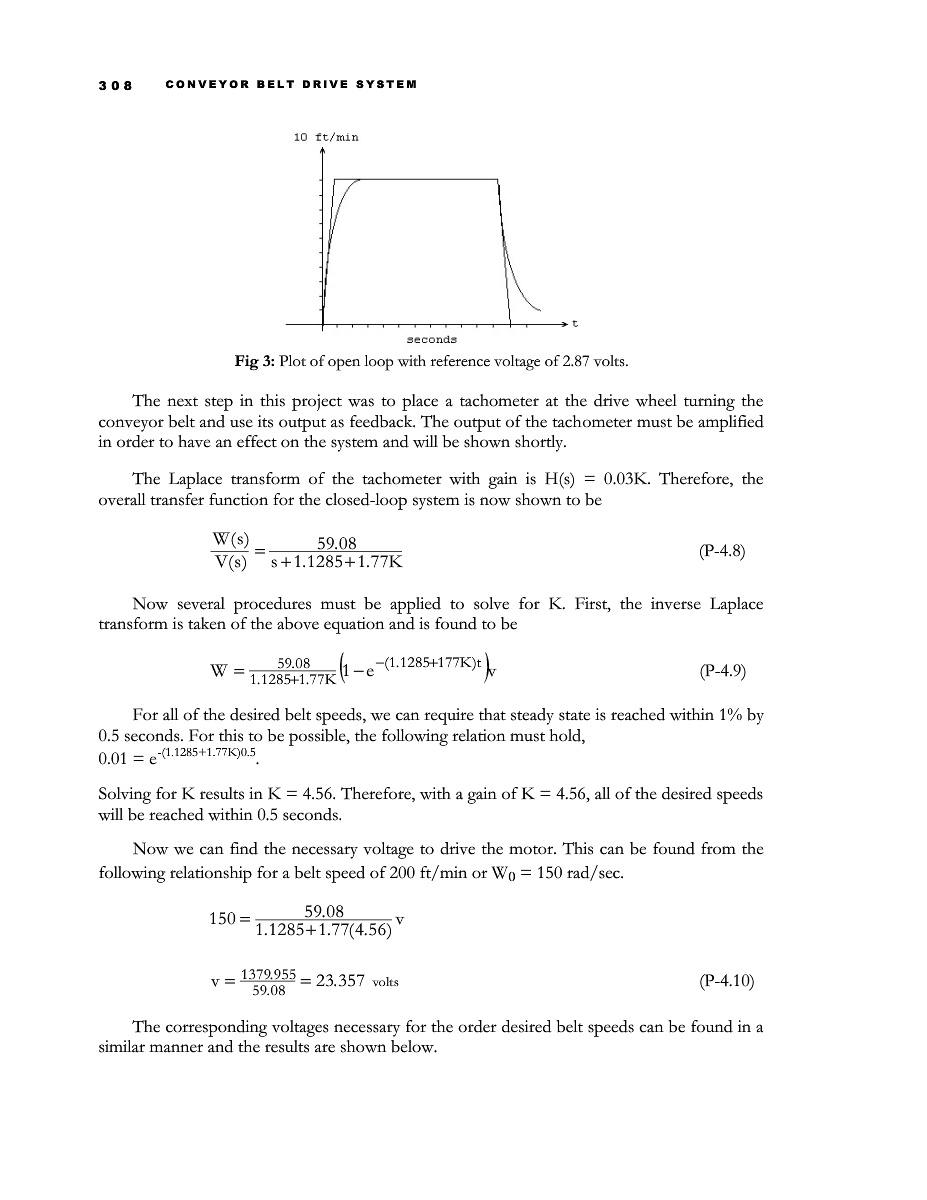 308 CONVEYOR BELT DRIVE SYSTEM
10 ft/min
t
seconds
Fig 3: Plot of open loop with reference voltage of 2.87 volts.
The next step in this project was to place a tachometer at the drive wheel turning the
conveyor belt and use its output as feedback. The output of the tachometer must be amplified
in order to have an effect on the system and will be shown shortly.
The Laplace transform of the tachometer with gain is H(s) = 0.03K. Therefore, the
overall transfer function for the closed-loop system is now shown to be
W(s)/V(s) = 59.08/(s+1.1285+1.77K) (P-4.8)
Now several procedures must be applied to solve for K. First, the inverse Laplace
transform is taken of the above equation and is found to be
W = 59.08/(1.1285+1.77K) (1 − e^−(1.1285+177K)t)v (P-4.9)
For all of the desired belt speeds, we can require that steady state is reached within 1% by
0.5 seconds. For this to be possible, the following relation must hold,
0.01 = e^-(1.1285+1.77K)0.5.
Solving for K results in K = 4.56. Therefore, with a gain of K = 4.56, all of the desired speeds
will be reached within 0.5 seconds.
Now we can find the necessary voltage to drive the motor. This can be found from the
following relationship for a belt speed of 200 ft/min or W0 = 150 rad/sec.
150 = 59.08/(1.1285+1.77(4.56)) v
v = 1379.955/59.08 = 23.357 volts (P-4.10)
The corresponding voltages necessary for the order desired belt speeds can be found in a
similar manner and the results are shown below.